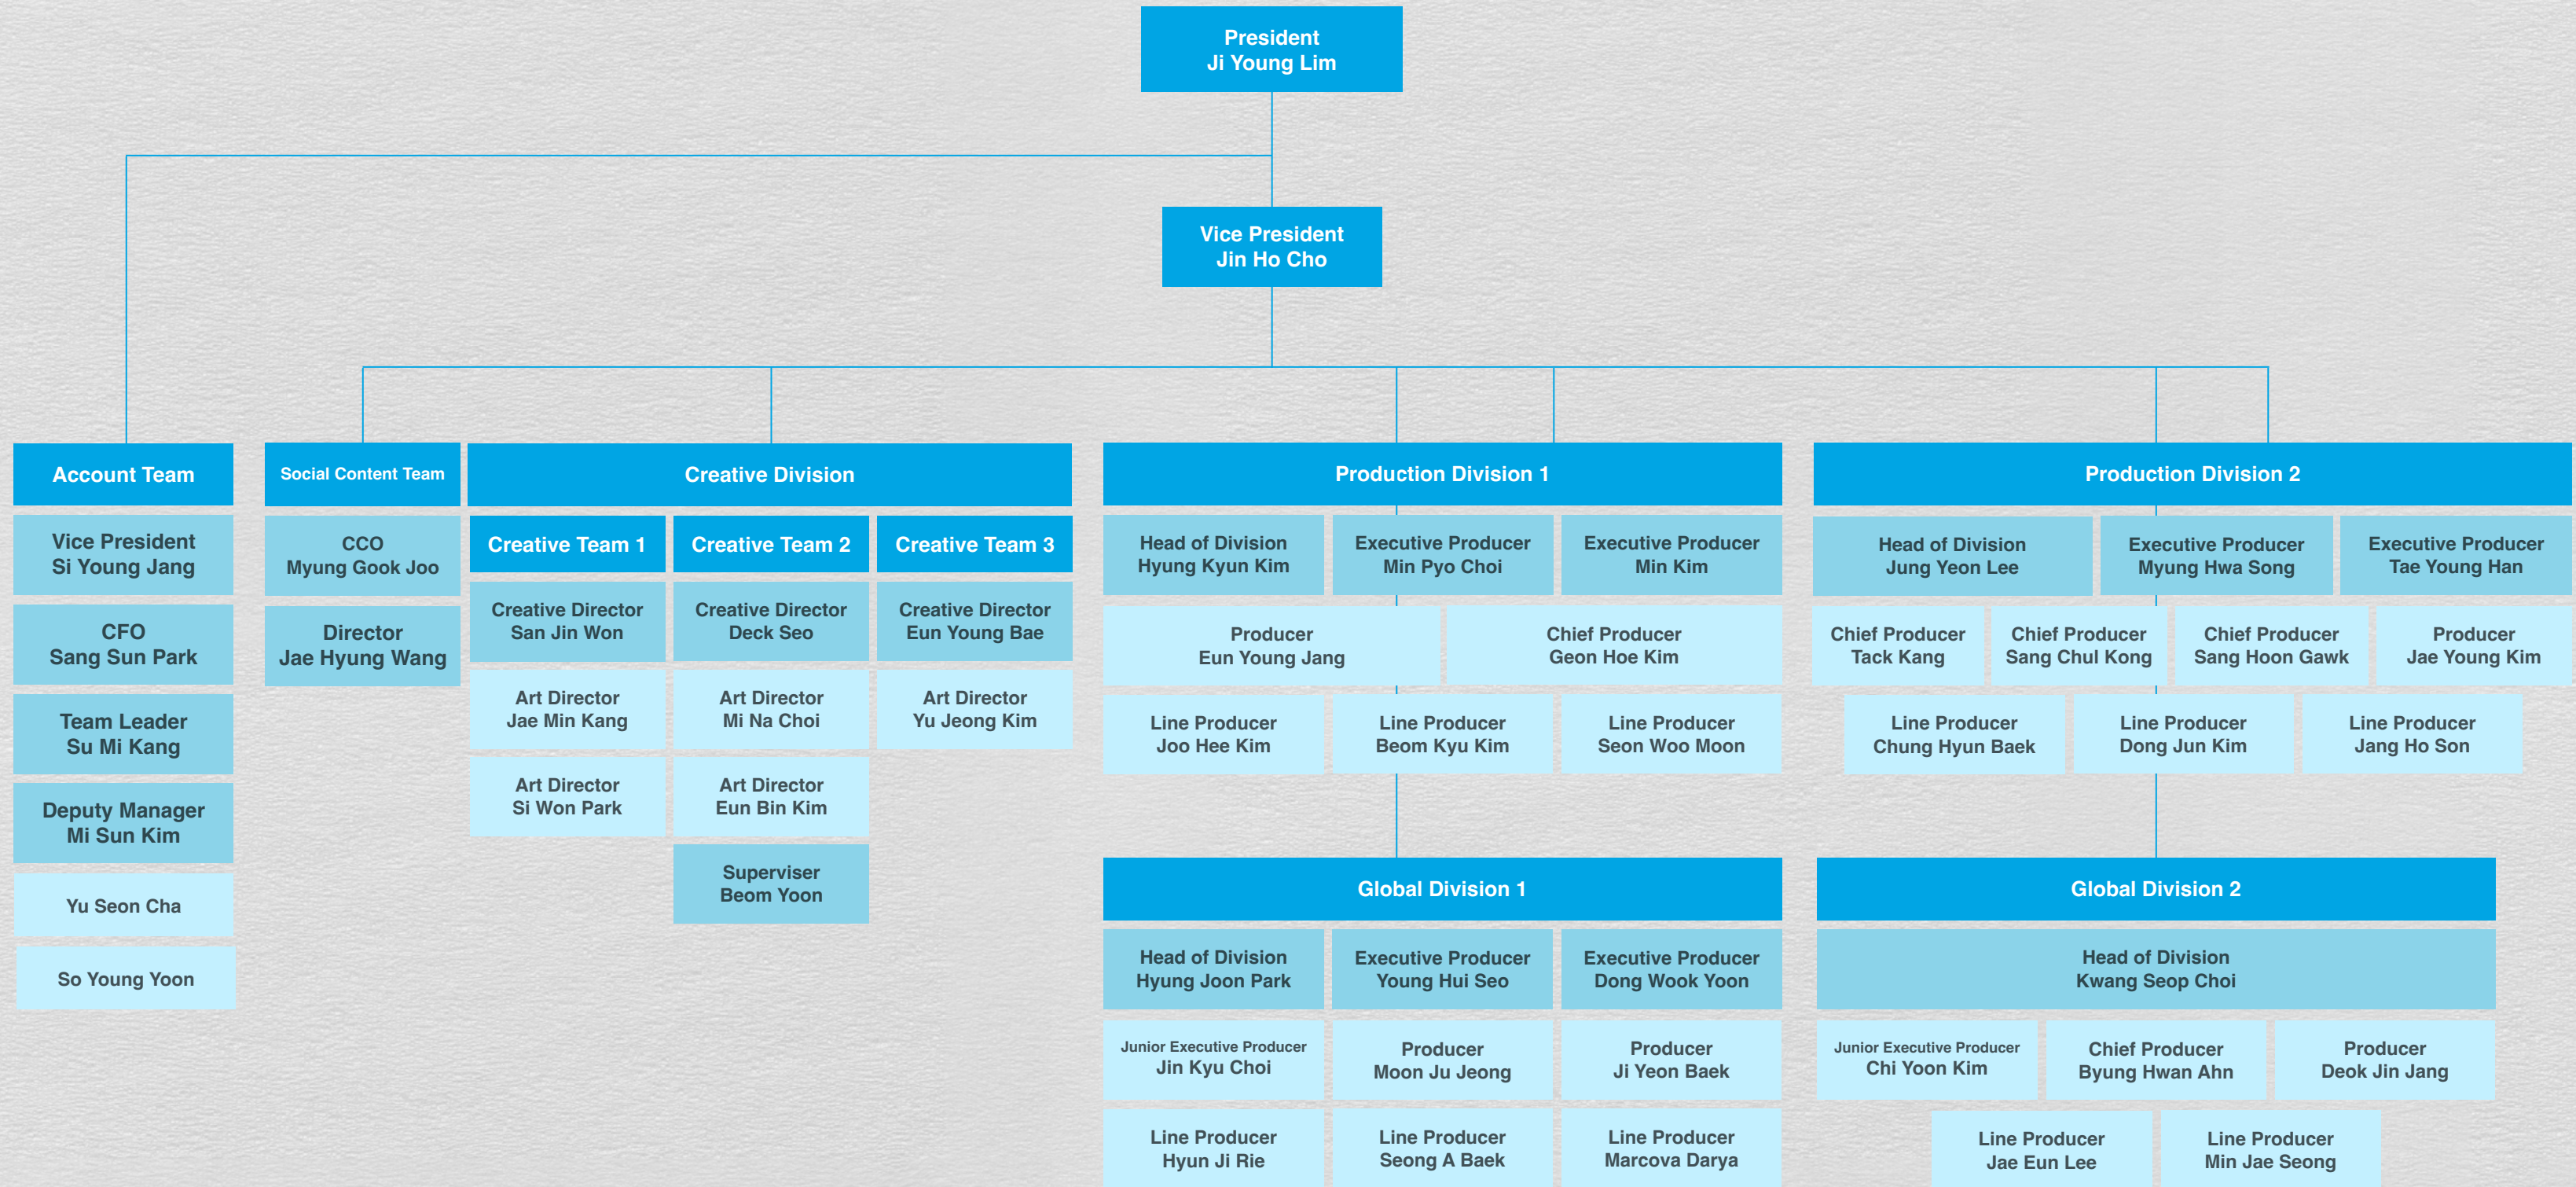 President
Ji Young Lim
Vice President
Jin Ho Cho
Account Team
Vice President
Si Young Jang
CFO
Sang Sun Park
Team Leader
Su Mi Kang
Deputy Manager
Mi Sun Kim
Yu Seon Cha
So Young Yoon
Social Content Team
CCO
Myung Gook Joo
Director
Jae Hyung Wang
Creative Division
Creative Team 1
Creative Director
San Jin Won
Art Director
Jae Min Kang
Art Director
Si Won Park
Creative Team 2
Creative Director
Deck Seo
Art Director
Mi Na Choi
Art Director
Eun Bin Kim
Superviser
Beom Yoon
Creative Team 3
Creative Director
Eun Young Bae
Art Director
Yu Jeong Kim
Production Division 1
Head of Division
Hyung Kyun Kim
Executive Producer
Min Pyo Choi
Executive Producer
Min Kim
Producer
Eun Young Jang
Chief Producer
Geon Hoe Kim
Line Producer
Joo Hee Kim
Line Producer
Beom Kyu Kim
Line Producer
Seon Woo Moon
Global Division 1
Head of Division
Hyung Joon Park
Executive Producer
Young Hui Seo
Executive Producer
Dong Wook Yoon
Junior Executive Producer
Jin Kyu Choi
Producer
Moon Ju Jeong
Producer
Ji Yeon Baek
Line Producer
Hyun Ji Rie
Line Producer
Seong A Baek
Line Producer
Marcova Darya
Production Division 2
Head of Division
Jung Yeon Lee
Executive Producer
Myung Hwa Song
Executive Producer
Tae Young Han
Chief Producer
Tack Kang
Chief Producer
Sang Chul Kong
Chief Producer
Sang Hoon Gawk
Producer
Jae Young Kim
Line Producer
Chung Hyun Baek
Line Producer
Dong Jun Kim
Line Producer
Jang Ho Son
Global Division 2
Head of Division
Kwang Seop Choi
Junior Executive Producer
Chi Yoon Kim
Chief Producer
Byung Hwan Ahn
Producer
Deok Jin Jang
Line Producer
Jae Eun Lee
Line Producer
Min Jae Seong